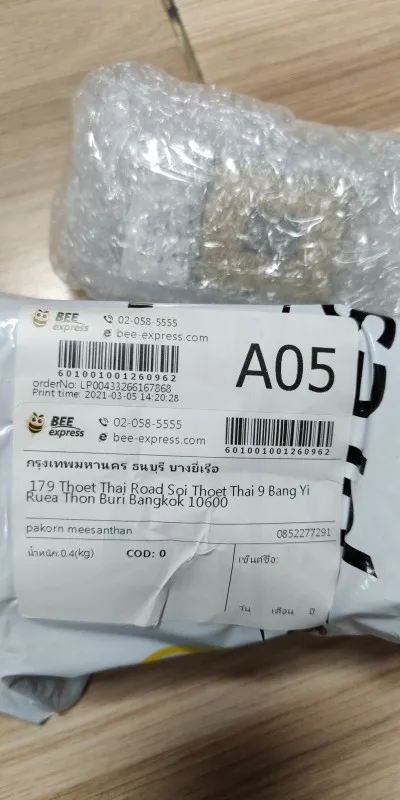 BEE express
02-058-5555
bee-express.com
A05
601001001260962
orderNo: LP00433266167868
Print time: 2021-03-05 14:20:28
BEE express
02-058-5555
bee-express.com
601001001260962
กรุงเทพมหานคร ธนบุรี บางยี่เรือ
179 Thoet Thai Road Soi Thoet Thai 9 Bang Yi
Ruea Thon Buri Bangkok 10600
pakorn meesanthan
0852277291
น้ำหนัก:0.4(kg)
COD: 0
เซ็นต์ชื่อ:
วัน เดือน ปี